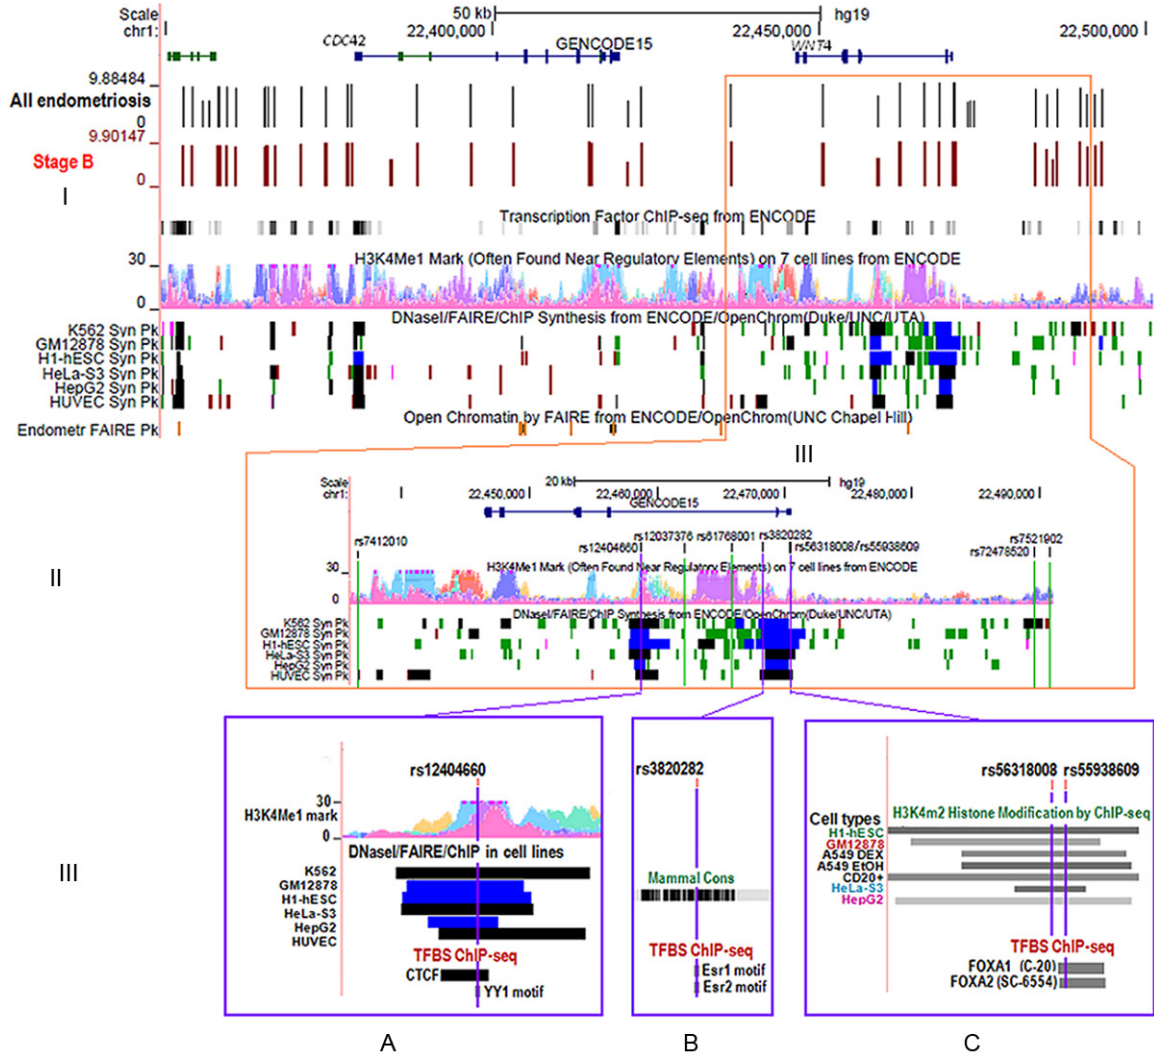 Scale 50 kb hg19
chr1: 22,400,000 22,450,000 22,500,000
CDC42 GENCODE15 WNT4
9.88484
All endometriosis
0
9.90147
Stage B
0
I
Transcription Factor ChIP-seq from ENCODE
H3K4Me1 Mark (Often Found Near Regulatory Elements) on 7 cell lines from ENCODE
30
0
DNaseI/FAIRE/ChIP Synthesis from ENCODE/OpenChrom(Duke/UNC/UTA)
K562 Syn Pk
GM12878 Syn Pk
H1-hESC Syn Pk
HeLa-S3 Syn Pk
HepG2 Syn Pk
HUVEC Syn Pk
Open Chromatin by FAIRE from ENCODE/OpenChrom(UNC Chapel Hill)
Endometr FAIRE Pk
III
Scale 20 kb hg19
chr1: 22,450,000 22,460,000 22,470,000 22,480,000 22,490,000
GENCODE15
rs7412010 rs12404660 rs12037376 rs61768001 rs3820282 rs56318008/rs55938609 rs72478520 rs7521902
II
H3K4Me1 Mark (Often Found Near Regulatory Elements) on 7 cell lines from ENCODE
30
0
DNaseI/FAIRE/ChIP Synthesis from ENCODE/OpenChrom(Duke/UNC/UTA)
K562 Syn Pk
GM12878 Syn Pk
H1-hESC Syn Pk
HeLa-S3 Syn Pk
HepG2 Syn Pk
HUVEC Syn Pk
III
rs12404660
30
H3K4Me1 mark
0
DNaseI/FAIRE/ChIP in cell lines
K562
GM12878
H1-hESC
HeLa-S3
HepG2
HUVEC
TFBS ChIP-seq
CTCF
YY1 motif
A
rs3820282
Mammal Cons
TFBS ChIP-seq
Esr1 motif
Esr2 motif
B
rs56318008 rs55938609
H3K4m2 Histone Modification by ChIP-seq
Cell types
H1-hESC
GM12878
A549 DEX
A549 EtOH
CD20+
HeLa-S3
HepG2
TFBS ChIP-seq
FOXA1 (C-20)
FOXA2 (SC-6554)
C